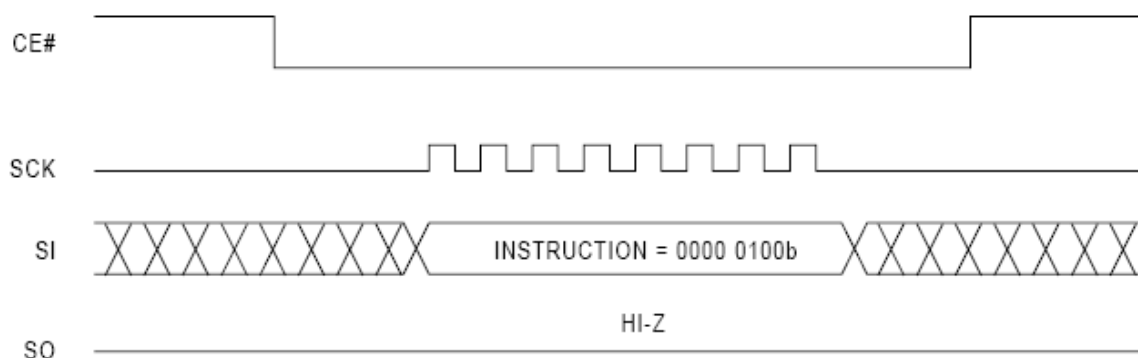 CE#
SCK
SI
INSTRUCTION = 0000 0100b
HI-Z
SO